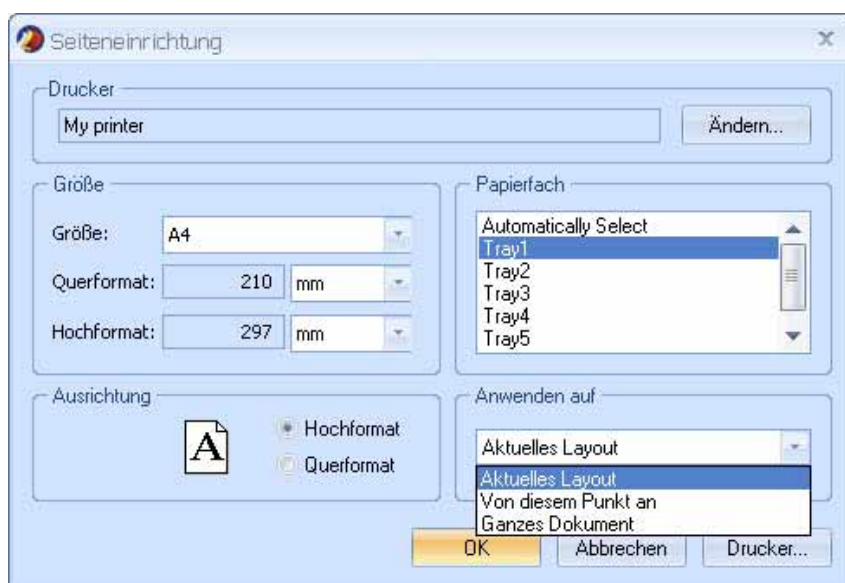 Seiteneinrichtung
Drucker
My printer
Ändern...
Größe
Größe:
A4
Querformat:
210
mm
Hochformat:
297
mm
Papierfach
Automatically Select
Tray1
Tray2
Tray3
Tray4
Tray5
Ausrichtung
A
Hochformat
Querformat
Anwenden auf
Aktuelles Layout
Aktuelles Layout
Von diesem Punkt an
Ganzes Dokument
OK
Abbrechen
Drucker...